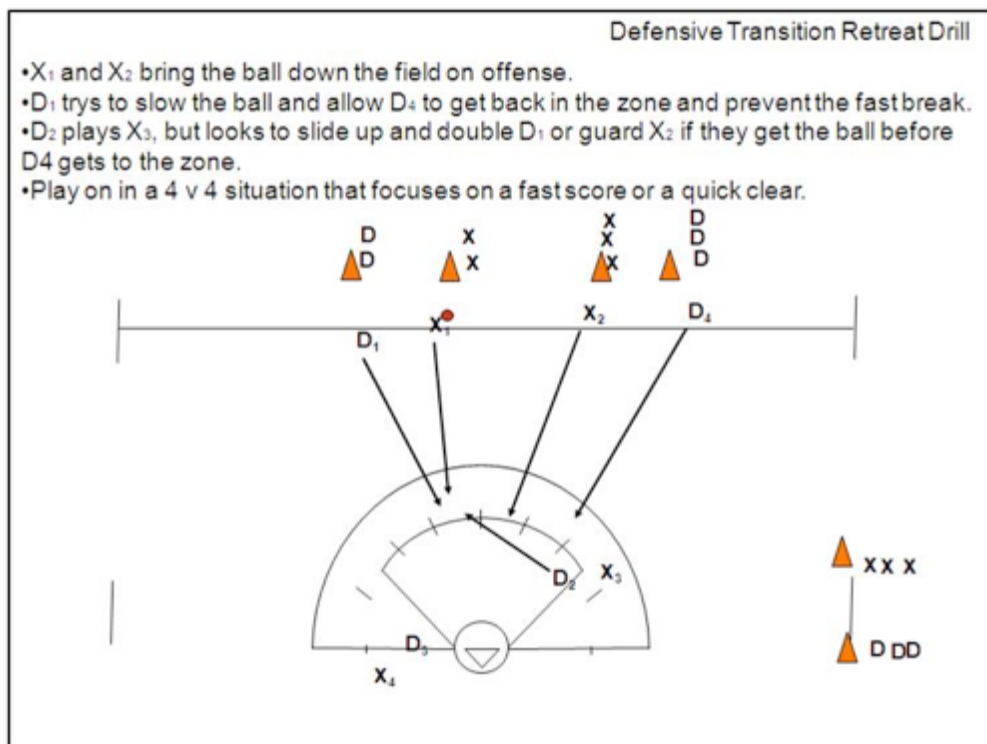 Defensive Transition Retreat Drill
•X₁ and X₂ bring the ball down the field on offense.
•D₁ trys to slow the ball and allow D₄ to get back in the zone and prevent the fast break.
•D₂ plays X₃, but looks to slide up and double D₁ or guard X₂ if they get the ball before
D4 gets to the zone.
•Play on in a 4 v 4 situation that focuses on a fast score or a quick clear.
D X X D
X D
D X X D
X₁ X₂ D₄
D₁
D₂ X₃
X X X
D₃ D DD
X₄